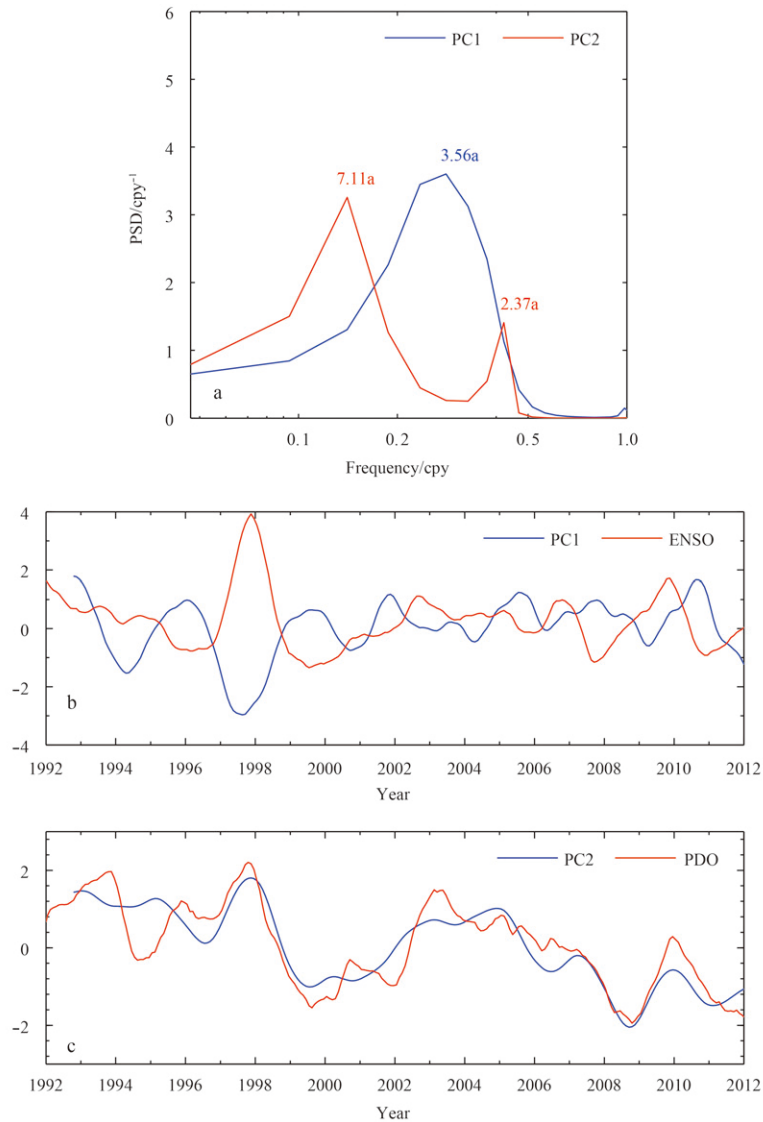 PC1 PC2
6
5
4
3
2
1
0
PSD/cpy⁻¹
7.11a
3.56a
2.37a
a
0.1 0.2 0.5 1.0
Frequency/cpy
4
2
0
−2
−4
PC1 ENSO
b
1992 1994 1996 1998 2000 2002 2004 2006 2008 2010 2012
Year
2
0
−2
PC2 PDO
c
1992 1994 1996 1998 2000 2002 2004 2006 2008 2010 2012
Year